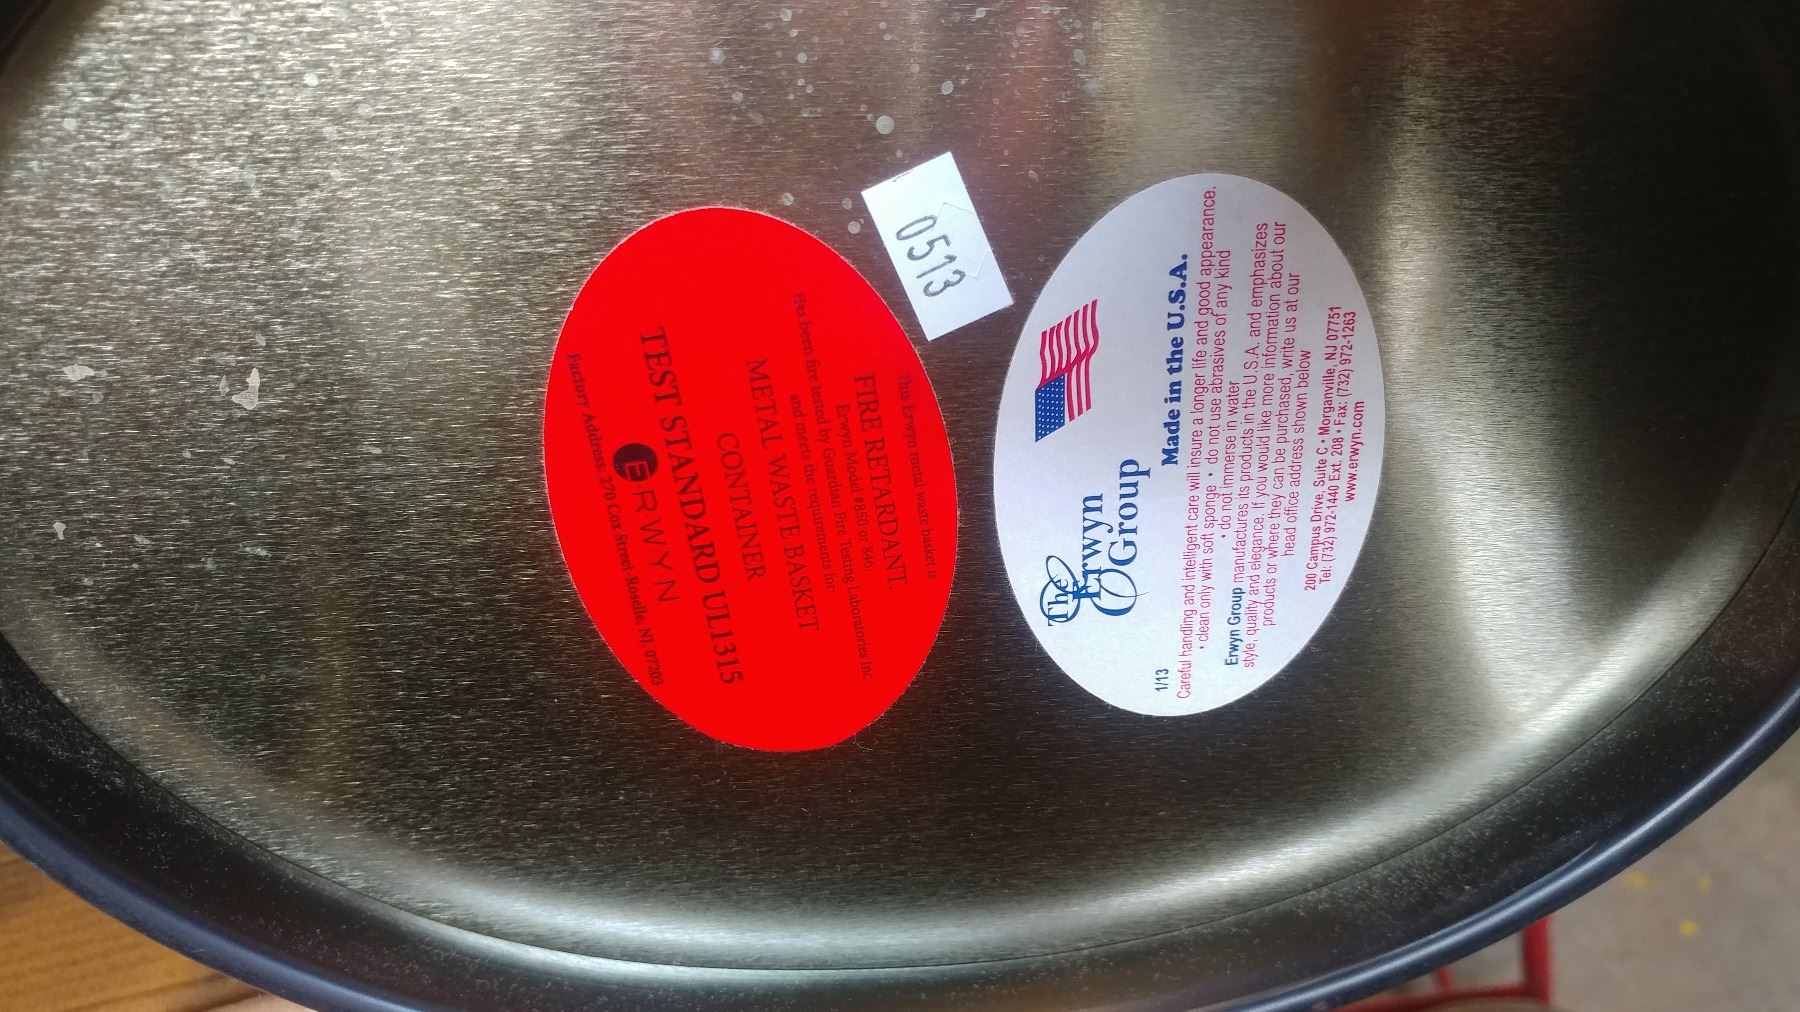 This Erwyn metal waste basket is
FIRE RETARDANT.
Erwyn Model #850 or 846
Has been fire tested by Guardian Fire Testing Laboratories Inc
and meets the requirements for:
METAL WASTE BASKET
CONTAINER
TEST STANDARD UL1315
ERWYN
Factory Address: 270 Cox Street-Roselle, NJ, 07203
0513
The
Erwyn
Group
Made in the U.S.A.
1/13
Careful handling and intelligent care will insure a longer life and good appearance.
• clean only with soft sponge • do not use abrasives of any kind
• do not immerse in water
Erwyn Group manufactures its products in the U.S.A. and emphasizes
style, quality and elegance. If you would like more information about our
products or where they can be purchased, write us at our
head office address shown below
200 Campus Drive, Suite C • Morganville, NJ 07751
Tel: (732) 972-1440 Ext. 208 • Fax: (732) 972-1263
www.erwyn.com